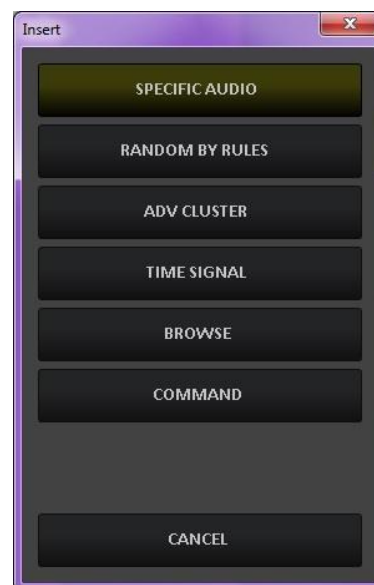 Insert
SPECIFIC AUDIO
RANDOM BY RULES
ADV CLUSTER
TIME SIGNAL
BROWSE
COMMAND
CANCEL